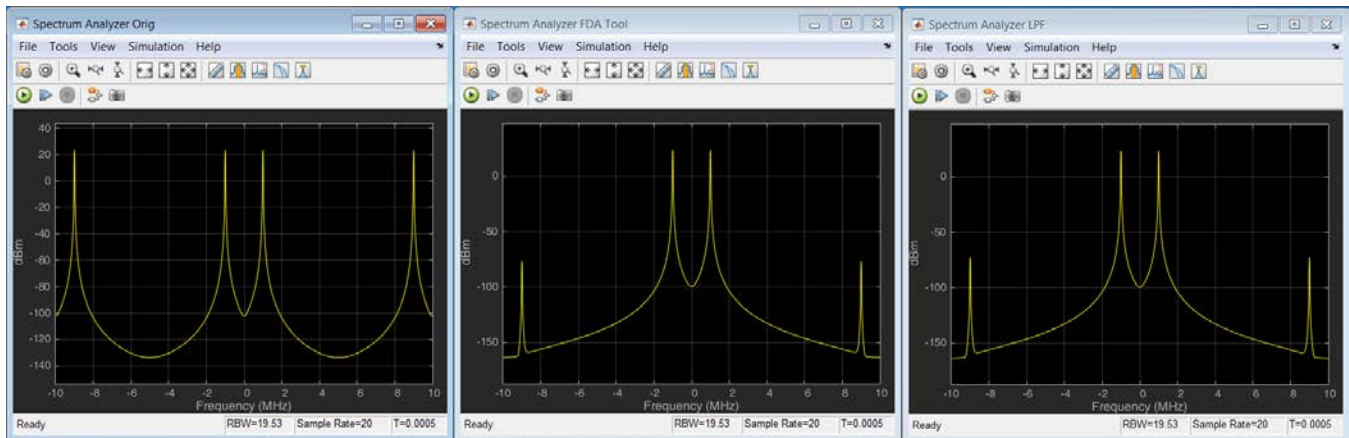 Spectrum Analyzer Orig
File Tools View Simulation Help
40
20
0
-20
-40
-60
-80
-100
-120
-140
dBm
-10 -8 -6 -4 -2 0 2 4 6 8 10
Frequency (MHz)
Ready RBW=19.53 Sample Rate=20 T=0.0005
Spectrum Analyzer FDA Tool
File Tools View Simulation Help
0
-50
-100
-150
dBm
-10 -8 -6 -4 -2 0 2 4 6 8 10
Frequency (MHz)
Ready RBW=19.53 Sample Rate=20 T=0.0005
Spectrum Analyzer LPF
File Tools View Simulation Help
0
-50
-100
-150
dBm
-10 -8 -6 -4 -2 0 2 4 6 8 10
Frequency (MHz)
Ready RBW=19.53 Sample Rate=20 T=0.0005